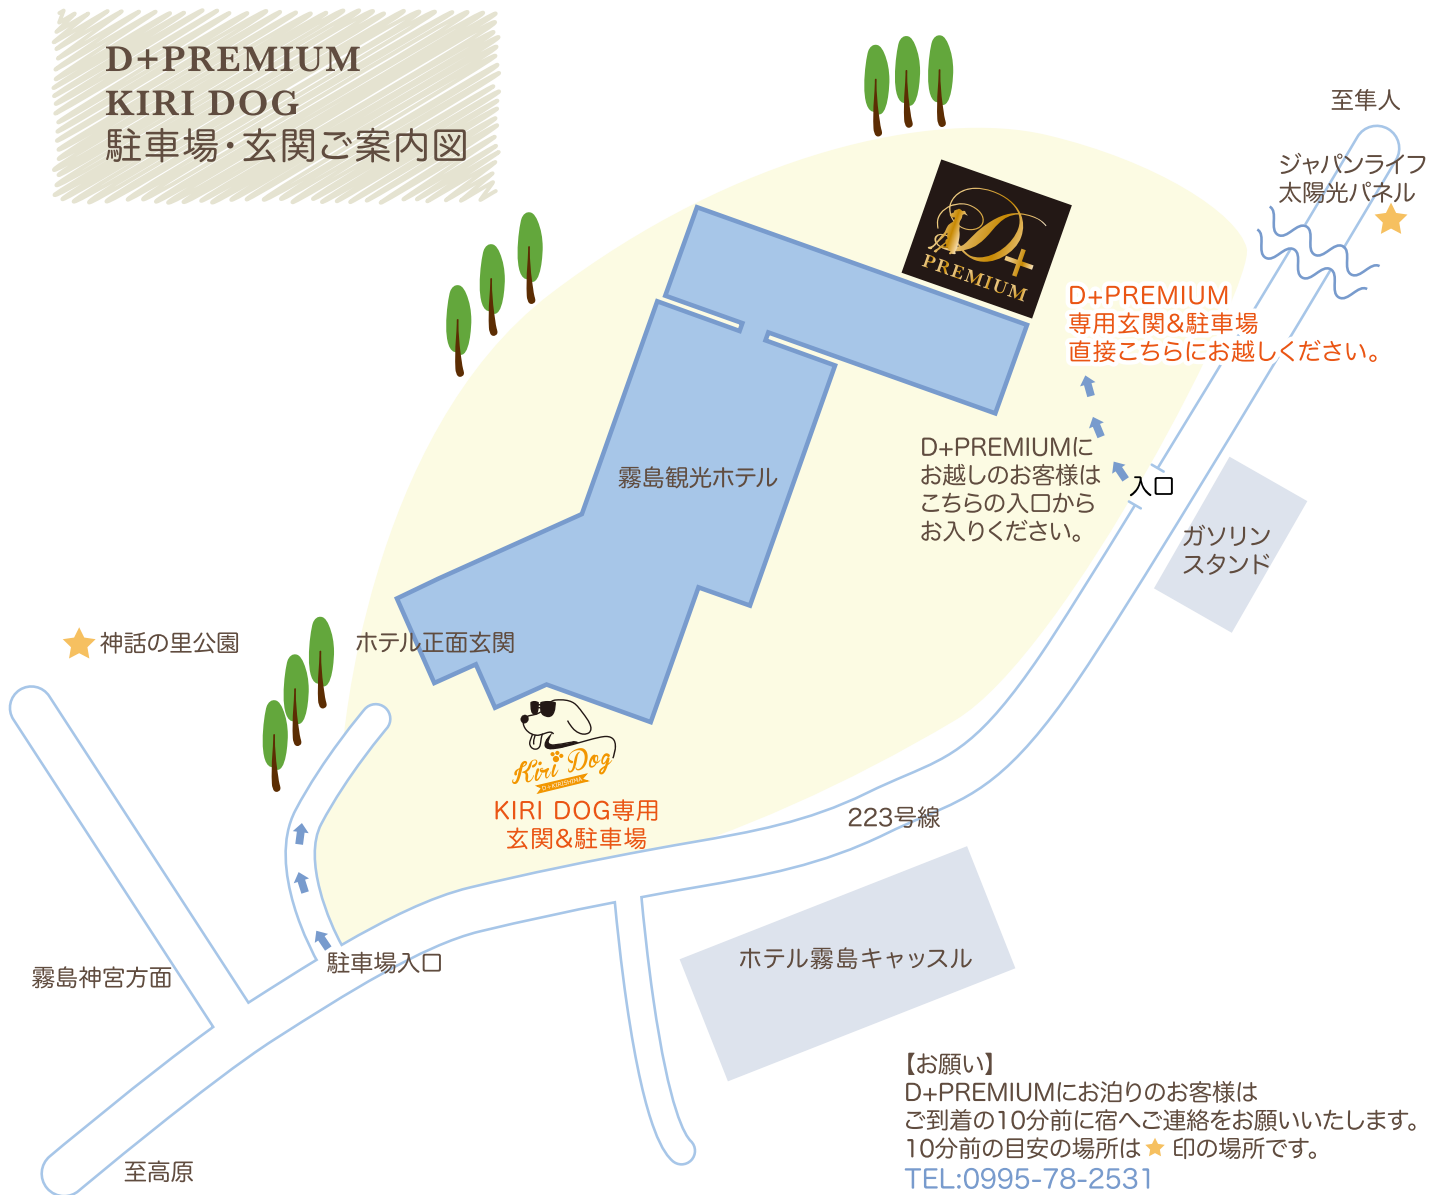 D+PREMIUM
KIRI DOG
駐車場・玄関ご案内図
至隼人
ジャパンライフ
太陽光パネル
D+
PREMIUM
D+PREMIUM
専用玄関&駐車場
直接こちらにお越しください。
D+PREMIUMに
お越しのお客様は
こちらの入口から
お入りください。
入口
霧島観光ホテル
ガソリン
スタンド
神話の里公園
ホテル正面玄関
Kiri Dog
D+KIRISHIMA
KIRI DOG専用
玄関&駐車場
223号線
駐車場入口
ホテル霧島キャッスル
霧島神宮方面
至高原
【お願い】
D+PREMIUMにお泊りのお客様は
ご到着の10分前に宿へご連絡をお願いいたします。
10分前の目安の場所は★印の場所です。
TEL:0995-78-2531